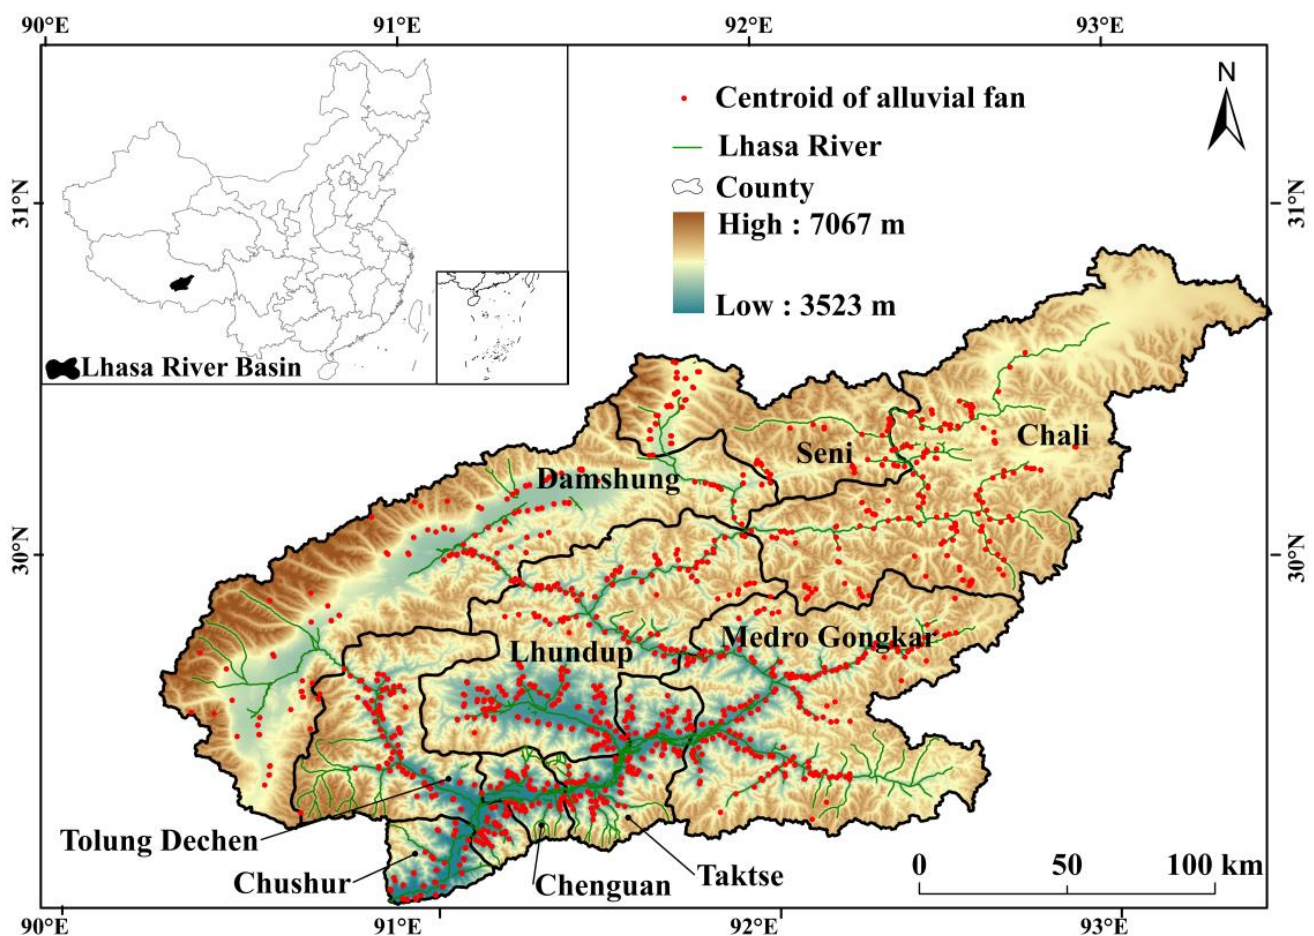 90°E 91°E 92°E 93°E
N
Centroid of alluvial fan
Lhasa River
County
31°N 31°N
High : 7067 m
Low : 3523 m
Lhasa River Basin
Chali
Seni
Damshung
30°N 30°N
Medro Gongkar
Lhundup
Tolung Dechen
Chushur
Chenguan
Taktse
0 50 100 km
90°E 91°E 92°E 93°E